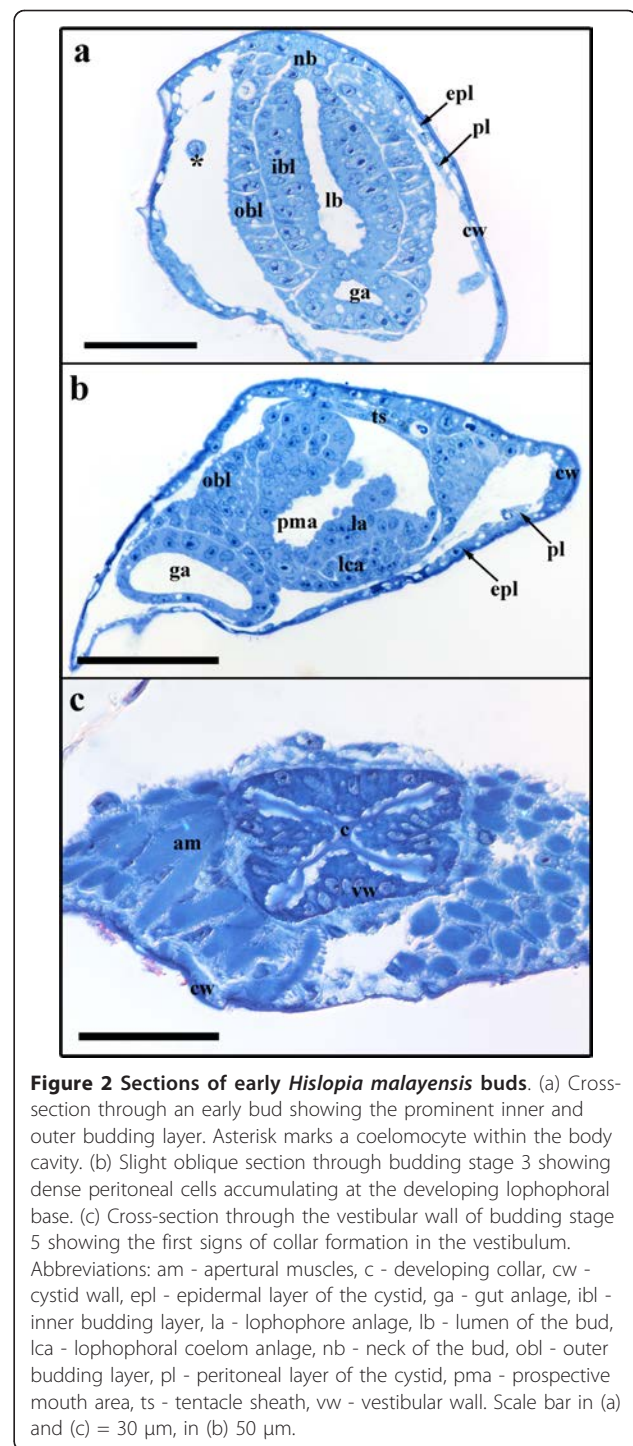 a
nb
epl
pl
*
ibl
obl
lb
cw
ga
b
ts
obl
cw
pma
la
pl
ga
lca
epl
c
c
am
vw
cw
Figure 2 Sections of early Hislopia malayensis buds. (a) Cross-
section through an early bud showing the prominent inner and
outer budding layer. Asterisk marks a coelomocyte within the body
cavity. (b) Slight oblique section through budding stage 3 showing
dense peritoneal cells accumulating at the developing lophophoral
base. (c) Cross-section through the vestibular wall of budding stage
5 showing the first signs of collar formation in the vestibulum.
Abbreviations: am - apertural muscles, c - developing collar, cw -
cystid wall, epl - epidermal layer of the cystid, ga - gut anlage, ibl -
inner budding layer, la - lophophore anlage, lb - lumen of the bud,
lca - lophophoral coelom anlage, nb - neck of the bud, obl - outer
budding layer, pl - peritoneal layer of the cystid, pma - prospective
mouth area, ts - tentacle sheath, vw - vestibular wall. Scale bar in (a)
and (c) = 30 μm, in (b) 50 μm.